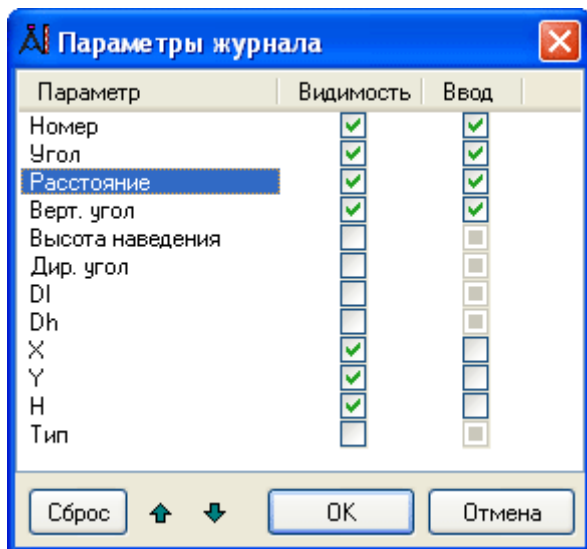 Параметры журнала
Параметр Видимость Ввод
Номер
Угол
Расстояние
Верт. угол
Высота наведения
Дир. угол
Dl
Dh
X
Y
H
Тип
Сброс OK Отмена